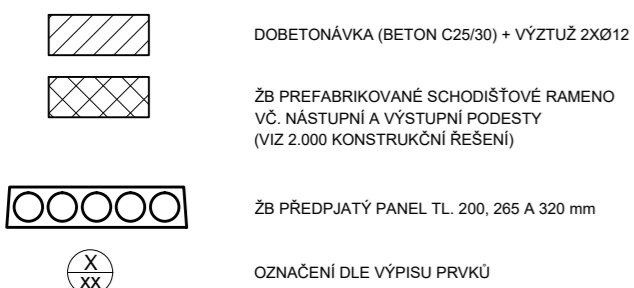 DOBETONÁVKA (BETON C25/30) + VÝZTUŽ 2XØ12
ŽB PREFABRIKOVANÉ SCHODIŠŤOVÉ RAMENO
VČ. NÁSTUPNÍ A VÝSTUPNÍ PODESTY
(VIZ 2.000 KONSTRUKČNÍ ŘEŠENÍ)
ŽB PŘEDPJATÝ PANEL TL. 200, 265 A 320 mm
X
XX
OZNAČENÍ DLE VÝPISU PRVKŮ